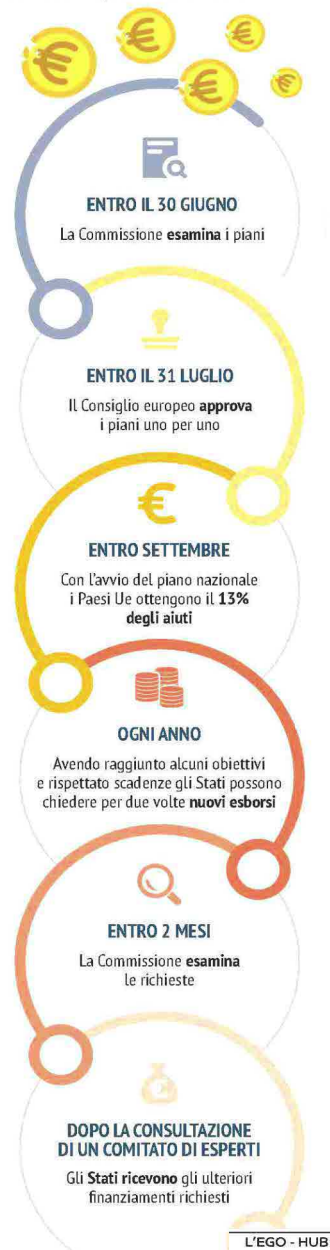 ENTRO IL 30 GIUGNO
La Commissione esamina i piani
ENTRO IL 31 LUGLIO
Il Consiglio europeo approva
i piani uno per uno
€
ENTRO SETTEMBRE
Con l'avvio del piano nazionale
i Paesi Ue ottengono il 13%
degli aiuti
OGNI ANNO
Avendo raggiunto alcuni obiettivi
e rispettato scadenze gli Stati possono
chiedere per due volte nuovi esborsi
ENTRO 2 MESI
La Commissione esamina
le richieste
DOPO LA CONSULTAZIONE
DI UN COMITATO DI ESPERTI
Gli Stati ricevono gli ulteriori
finanziamenti richiesti
L'EGO - HUB